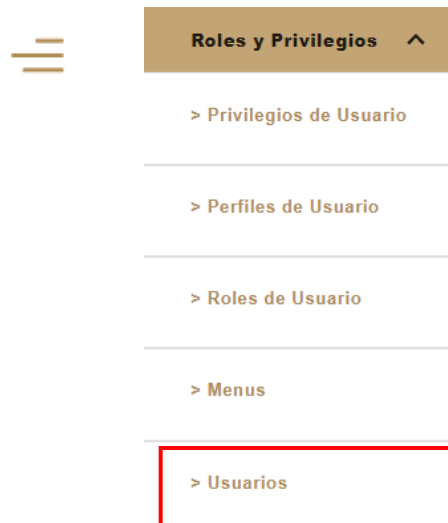 Roles y Privilegios
> Privilegios de Usuario
> Perfiles de Usuario
> Roles de Usuario
> Menus
> Usuarios